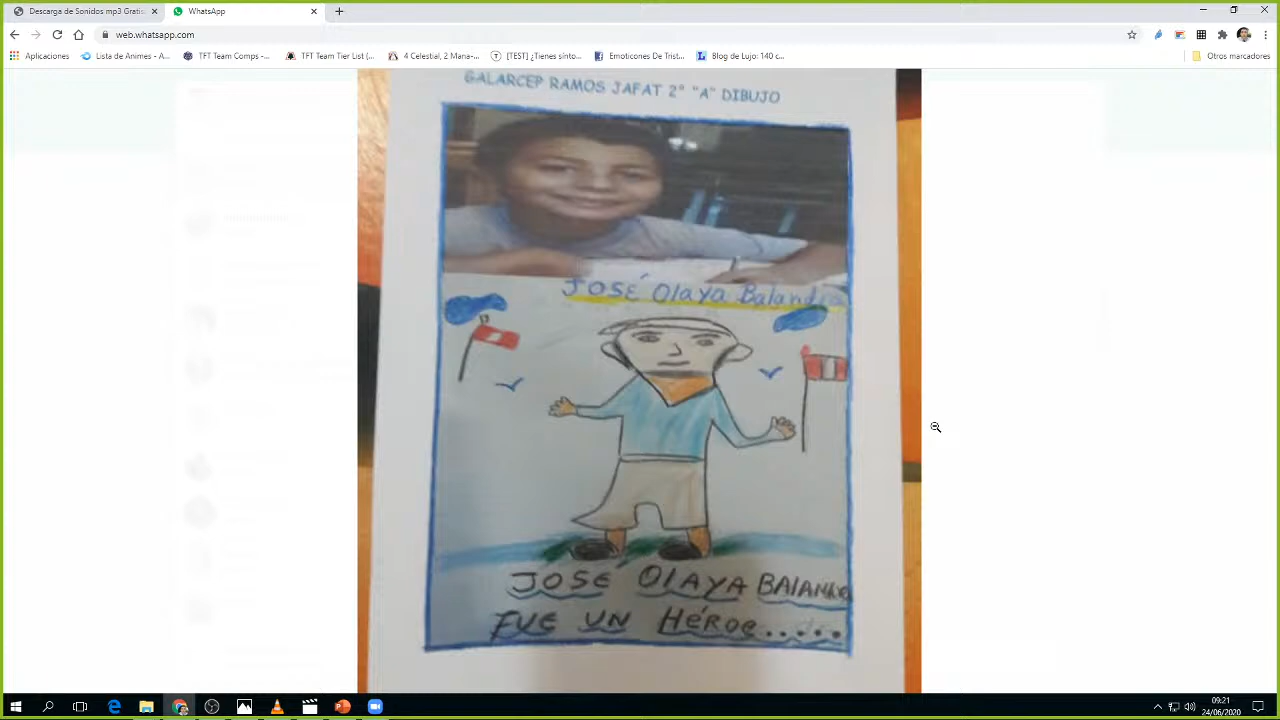 Descarga de Sonidos mp3 Gratis
WhatsApp
web.whatsapp.com
Aplicaciones
Lista de Animes - A...
TFT Team Comps -...
TFT Team Tier List (...
4 Celestial, 2 Mana-...
[TEST] ¿Tienes sínto...
Emoticones De Trist...
Blog de Lujo: 140 c...
Otros marcadores
GALARCEP RAMOS JAFAT 2° "A" DIBUJO
JOSÉ Olaya Balandra
JOSÉ OlAYA
FUE UN HÉROE.....
09:21
24/06/2020